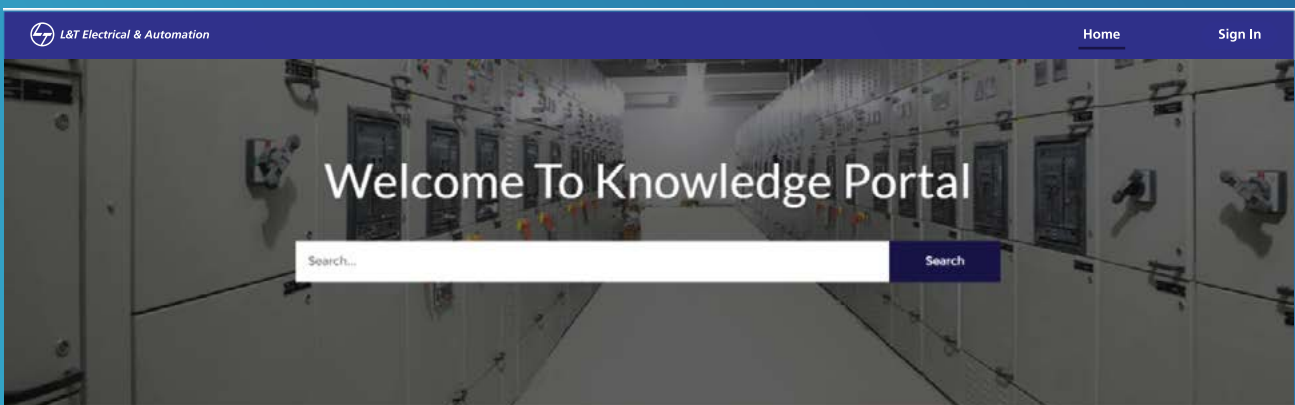 L&T Electrical & Automation
Home
Sign In
Welcome To Knowledge Portal
Search...
Search